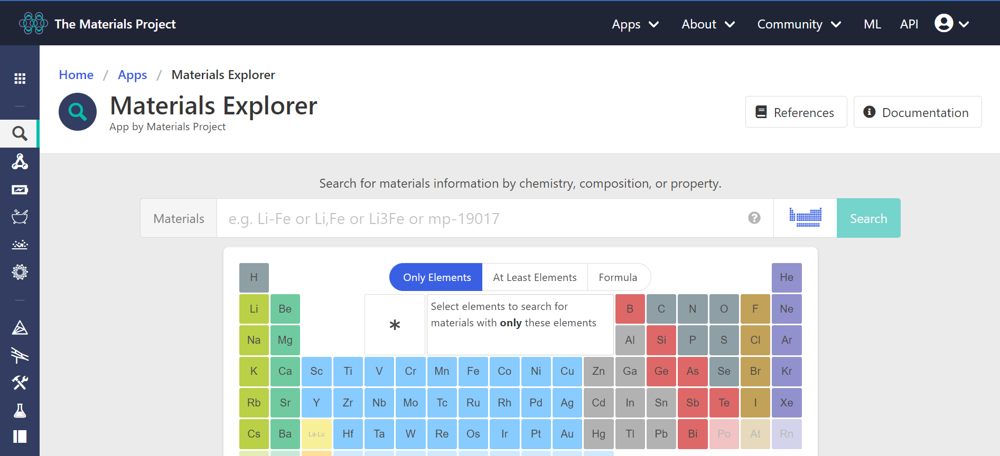 The Materials Project
Apps
About
Community
ML
API
Home / Apps / Materials Explorer
Materials Explorer
App by Materials Project
References
Documentation
Search for materials information by chemistry, composition, or property.
Materials
e.g. Li-Fe or Li,Fe or Li3Fe or mp-19017
Search
H
Only Elements
At Least Elements
Formula
He
Li Be
Select elements to search for
materials with only these elements
*
B C N O F Ne
Na Mg
Al Si P S Cl Ar
K Ca Sc Ti V Cr Mn Fe Co Ni Cu Zn Ga Ge As Se Br Kr
Rb Sr Y Zr Nb Mo Tc Ru Rh Pd Ag Cd In Sn Sb Te I Xe
Cs Ba La-Lu Hf Ta W Re Os Ir Pt Au Hg Tl Pb Bi Po At Rn